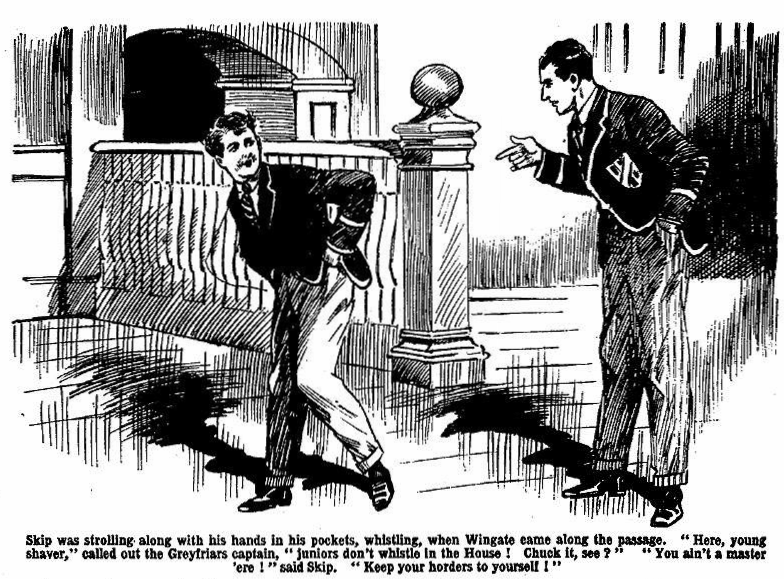 Skip was strolling along with his hands in his pockets, whistling, when Wingate came along the passage. "Here, young
shaver," called out the Greyfriars captain, "juniors don't whistle in the House! Chuck it, see?" "You ain't a master
'ere!" said Skip. "Keep your horders to yourself!"